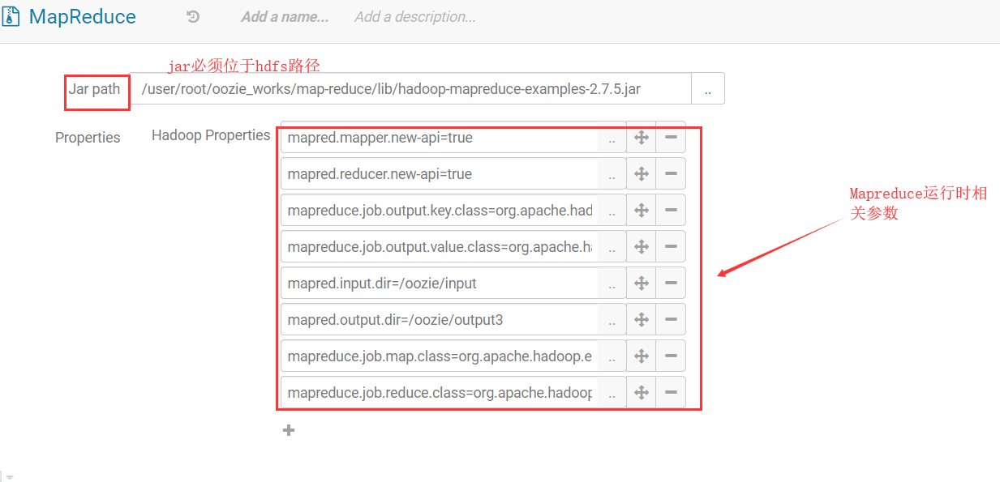 MapReduce Add a name... Add a description...
jar必须位于hdfs路径
Jar path /user/root/oozie_works/map-reduce/lib/hadoop-mapreduce-examples-2.7.5.jar ..
Properties Hadoop Properties mapred.mapper.new-api=true ..
mapred.reducer.new-api=true ..
mapreduce.job.output.key.class=org.apache.had ..
mapreduce.job.output.value.class=org.apache.h ..
mapred.input.dir=/oozie/input ..
mapred.output.dir=/oozie/output3 ..
mapreduce.job.map.class=org.apache.hadoop.e ..
mapreduce.job.reduce.class=org.apache.hadoop ..
Mapreduce运行时相
关参数